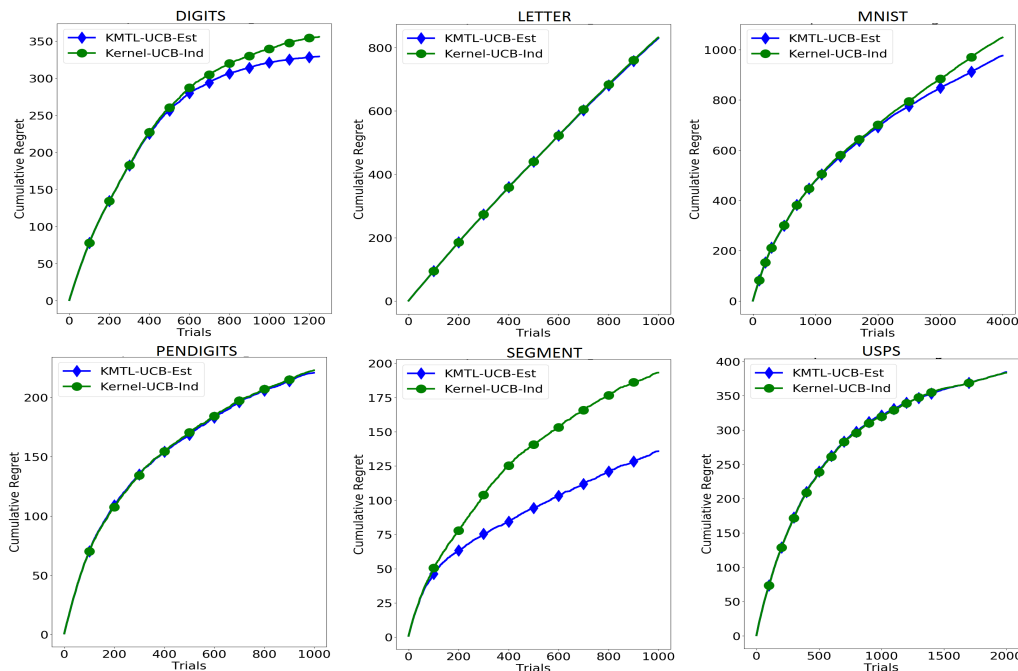 DIGITS
KMTL-UCB-Est
Kernel-UCB-Ind
Cumulative Regret
350
300
250
200
150
100
50
0
0 200 400 600 800 1000 1200
Trials
LETTER
KMTL-UCB-Est
Kernel-UCB-Ind
Cumulative Regret
800
600
400
200
0
0 200 400 600 800 1000
Trials
MNIST
KMTL-UCB-Est
Kernel-UCB-Ind
Cumulative Regret
1000
800
600
400
200
0
0 1000 2000 3000 4000
Trials
PENDIGITS
KMTL-UCB-Est
Kernel-UCB-Ind
Cumulative Regret
200
150
100
50
0
0 200 400 600 800 1000
Trials
SEGMENT
KMTL-UCB-Est
Kernel-UCB-Ind
Cumulative Regret
200
175
150
125
100
75
50
25
0
0 200 400 600 800 1000
Trials
USPS
KMTL-UCB-Est
Kernel-UCB-Ind
Cumulative Regret
400
350
300
250
200
150
100
50
0
0 500 1000 1500 2000
Trials